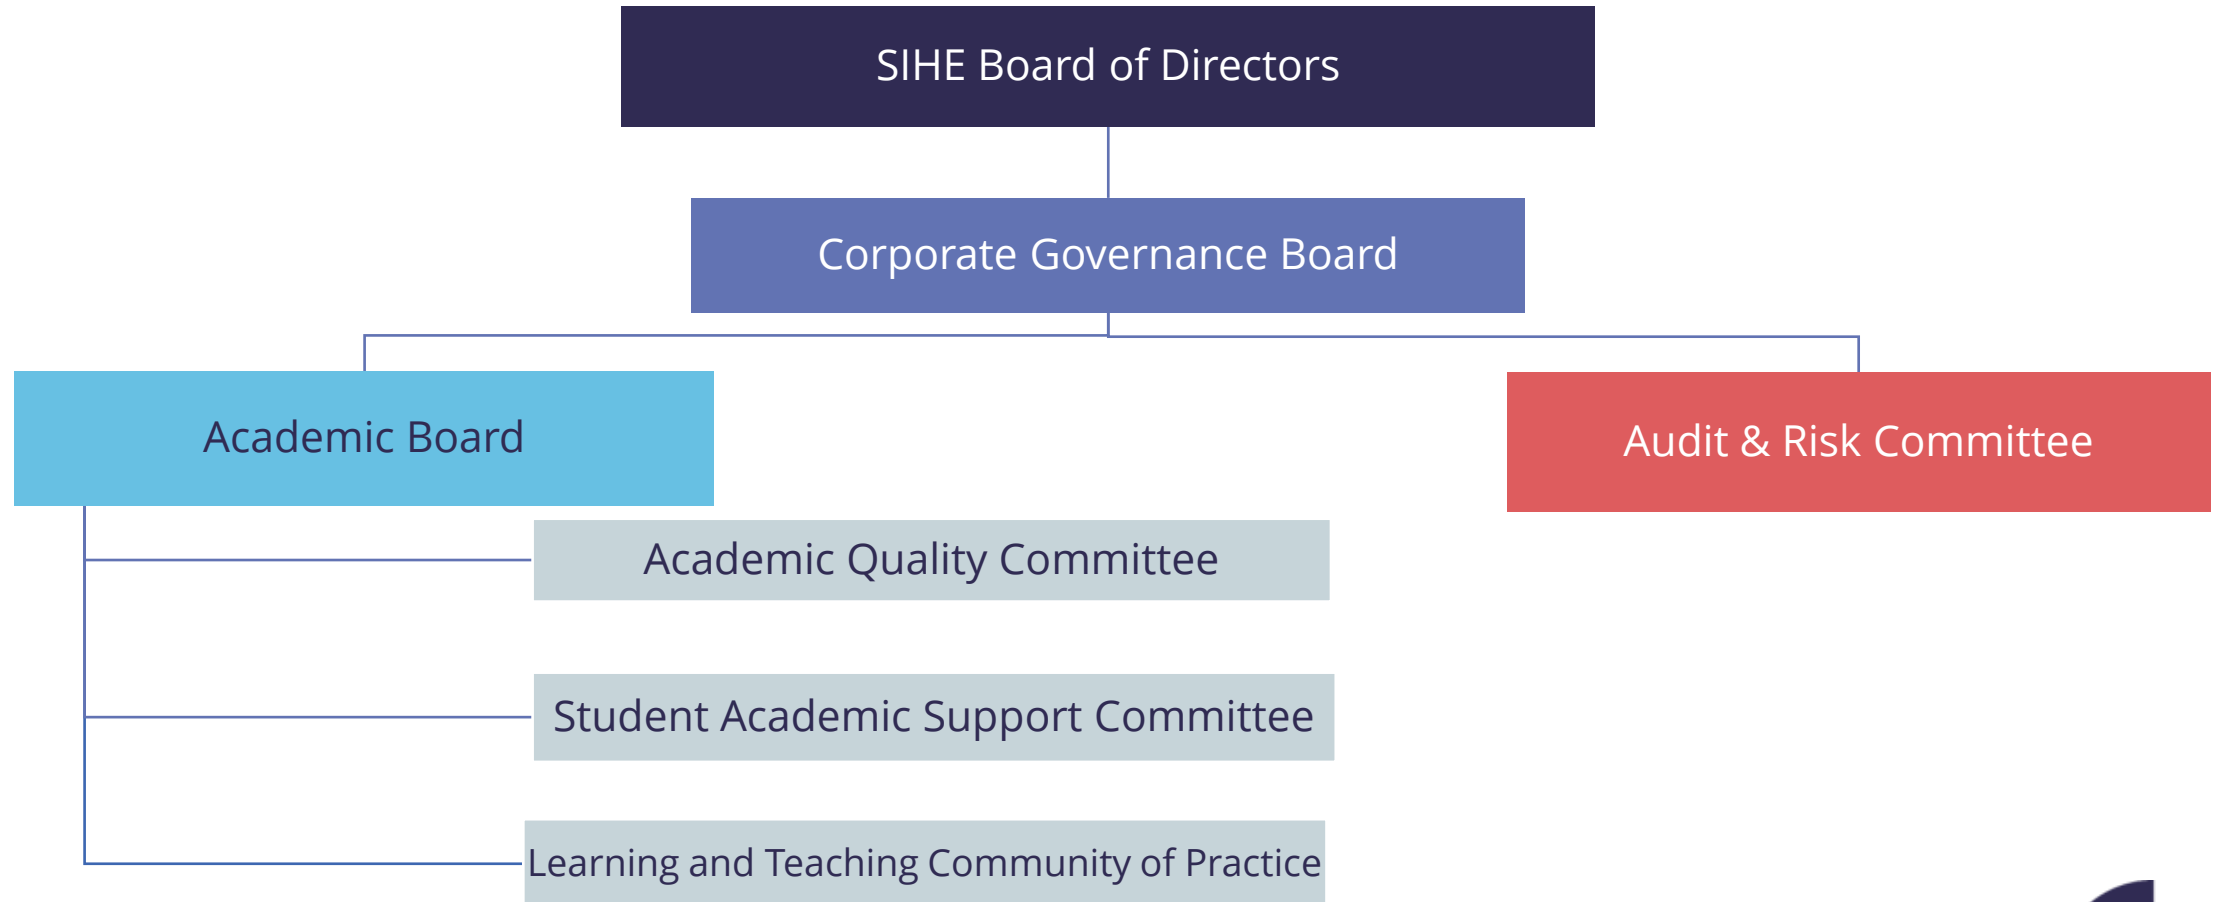 SIHE Board of Directors
Corporate Governance Board
Academic Board
Audit & Risk Committee
Academic Quality Committee
Student Academic Support Committee
Learning and Teaching Community of Practice